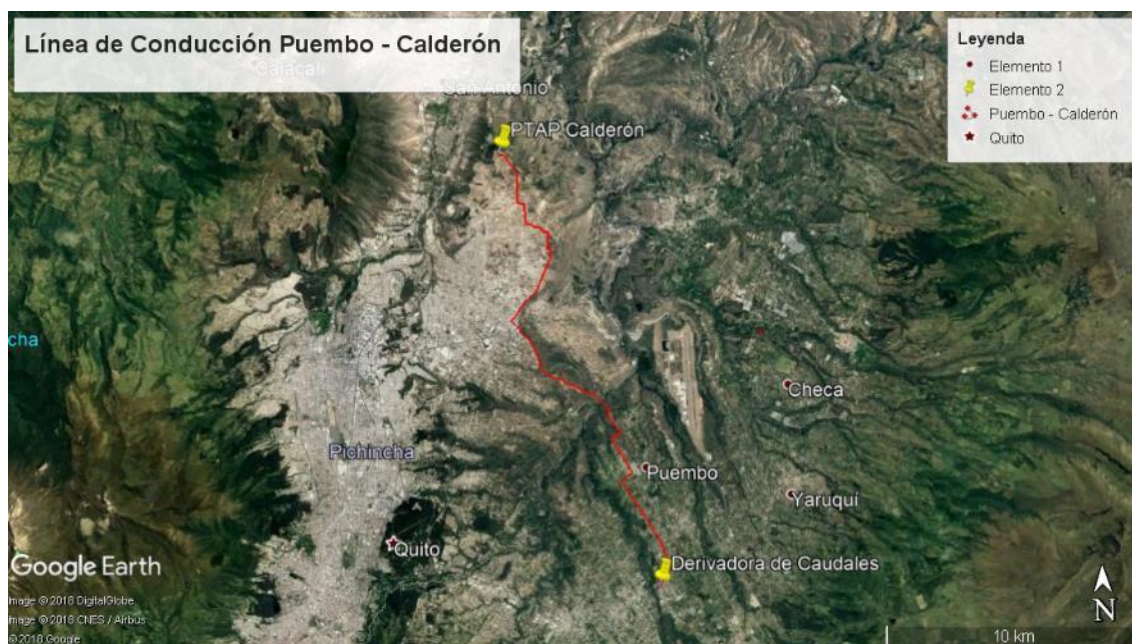 Línea de Conducción Puembo - Calderón
Leyenda
Elemento 1
Elemento 2
Puembo - Calderón
Quito
San Antonio
PTAP Calderón
cha
Checa
Pichincha
Puembo
Yaruquí
Quito
Derivadora de Caudales
Google Earth
Image © 2018 DigitalGlobe
Image © 2018 CNES / Airbus
© 2018 Google
N
10 km